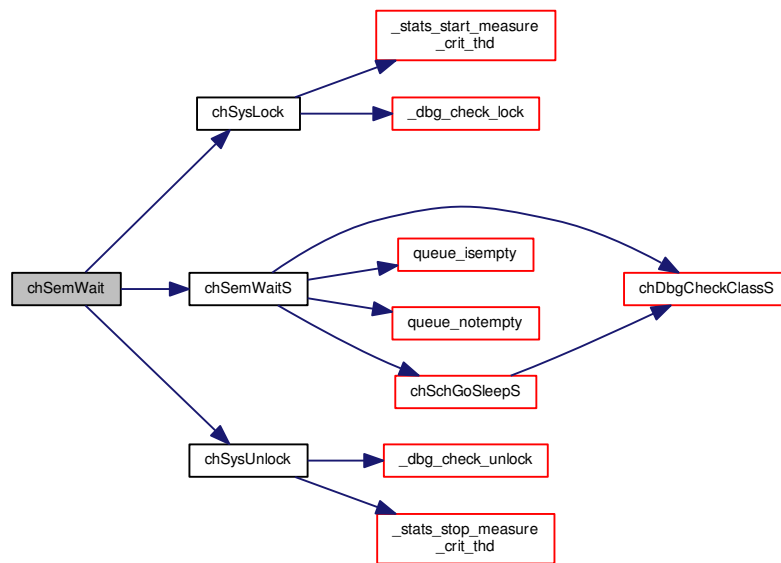 _stats_start_measure
_crit_thd
chSysLock
_dbg_check_lock
queue_isempty
chSemWait
chSemWaitS
chDbgCheckClassS
queue_notempty
chSchGoSleepS
chSysUnlock
_dbg_check_unlock
_stats_stop_measure
_crit_thd